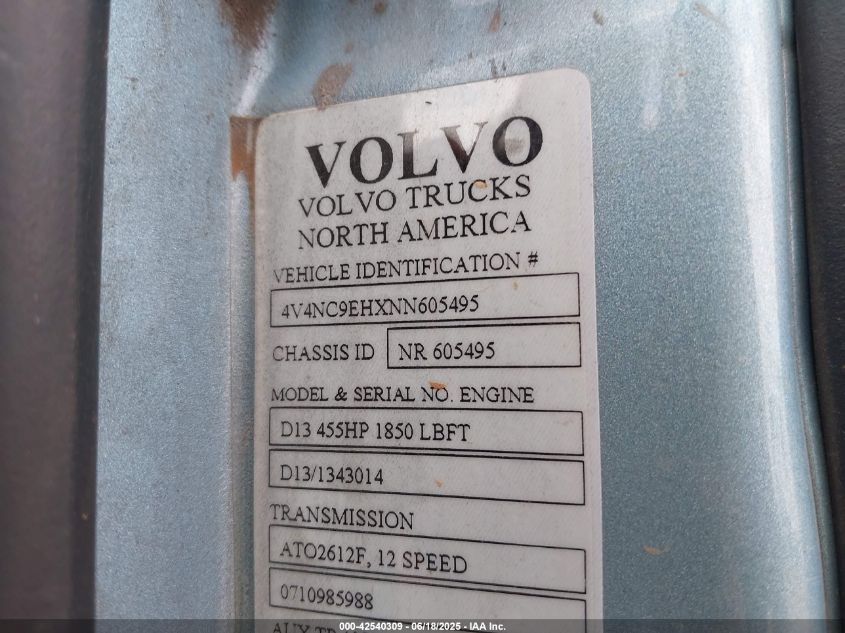 VOLVO
VOLVO TRUCKS
NORTH AMERICA
VEHICLE IDENTIFICATION #
4V4NC9EHXNN605495
CHASSIS ID NR 605495
MODEL & SERIAL NO. ENGINE
D13 455HP 1850 LBFT
D13/1343014
TRANSMISSION
ATO2612F, 12 SPEED
0710985988
000-42540309 - 06/18/2025 - IAA Inc.